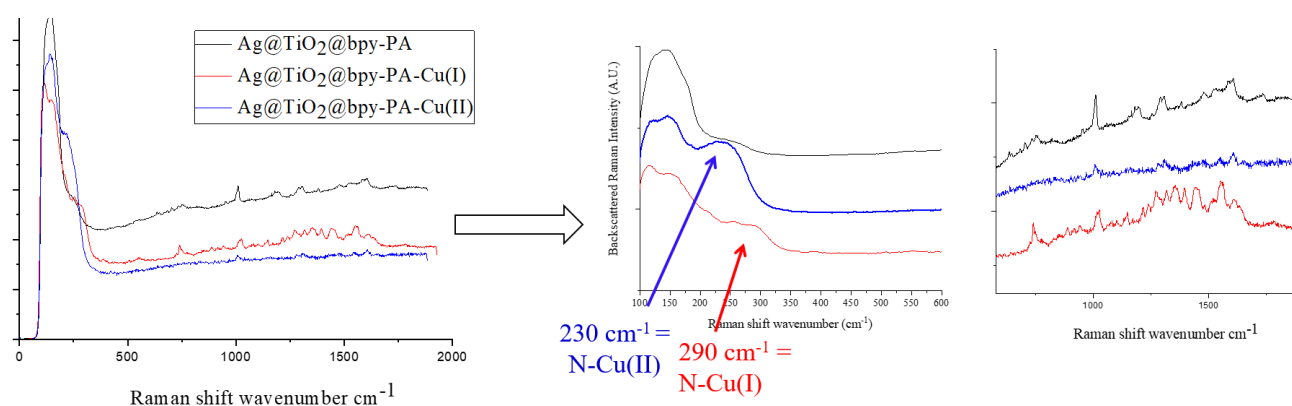 Ag@TiO2@bpy-PA
Ag@TiO2@bpy-PA-Cu(I)
Ag@TiO2@bpy-PA-Cu(II)
0 500 1000 1500 2000
Raman shift wavenumber cm-1
Backscattered Raman Intensity (A.U.)
100 150 200 250 300 350 400 450 500 550 600
Raman shift wavenumber (cm-1)
230 cm-1 =
N-Cu(II)
290 cm-1 =
N-Cu(I)
1000 1500
Raman shift wavenumber cm-1